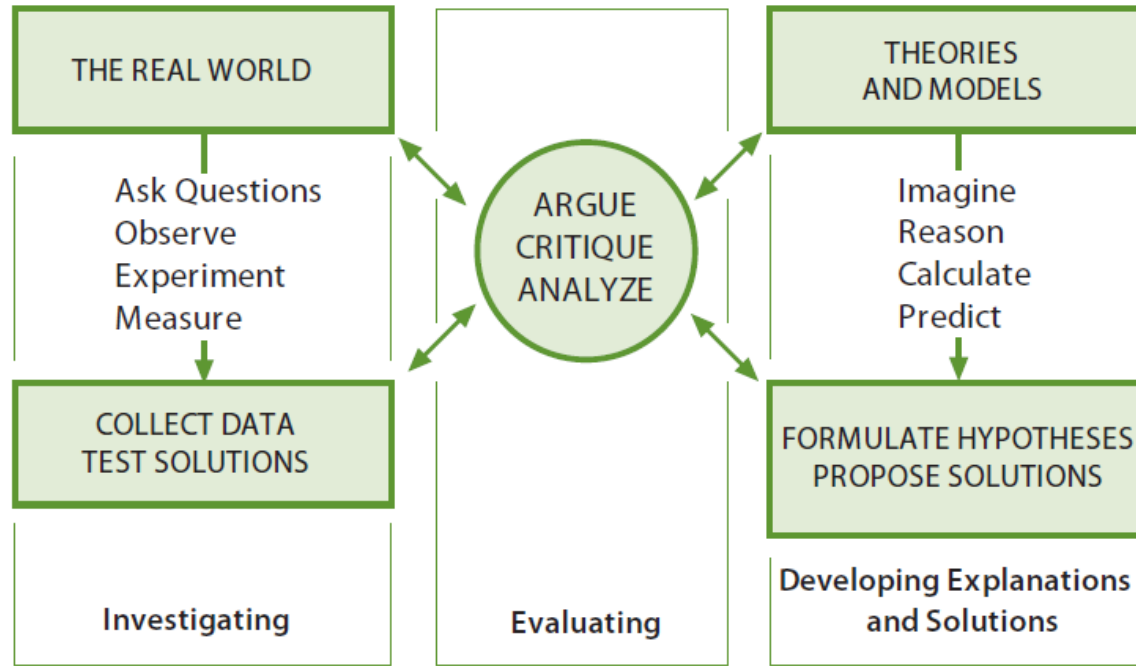 THE REAL WORLD
Ask Questions
Observe
Experiment
Measure
COLLECT DATA
TEST SOLUTIONS
Investigating
ARGUE
CRITIQUE
ANALYZE
Evaluating
THEORIES
AND MODELS
Imagine
Reason
Calculate
Predict
FORMULATE HYPOTHESES
PROPOSE SOLUTIONS
Developing Explanations
and Solutions